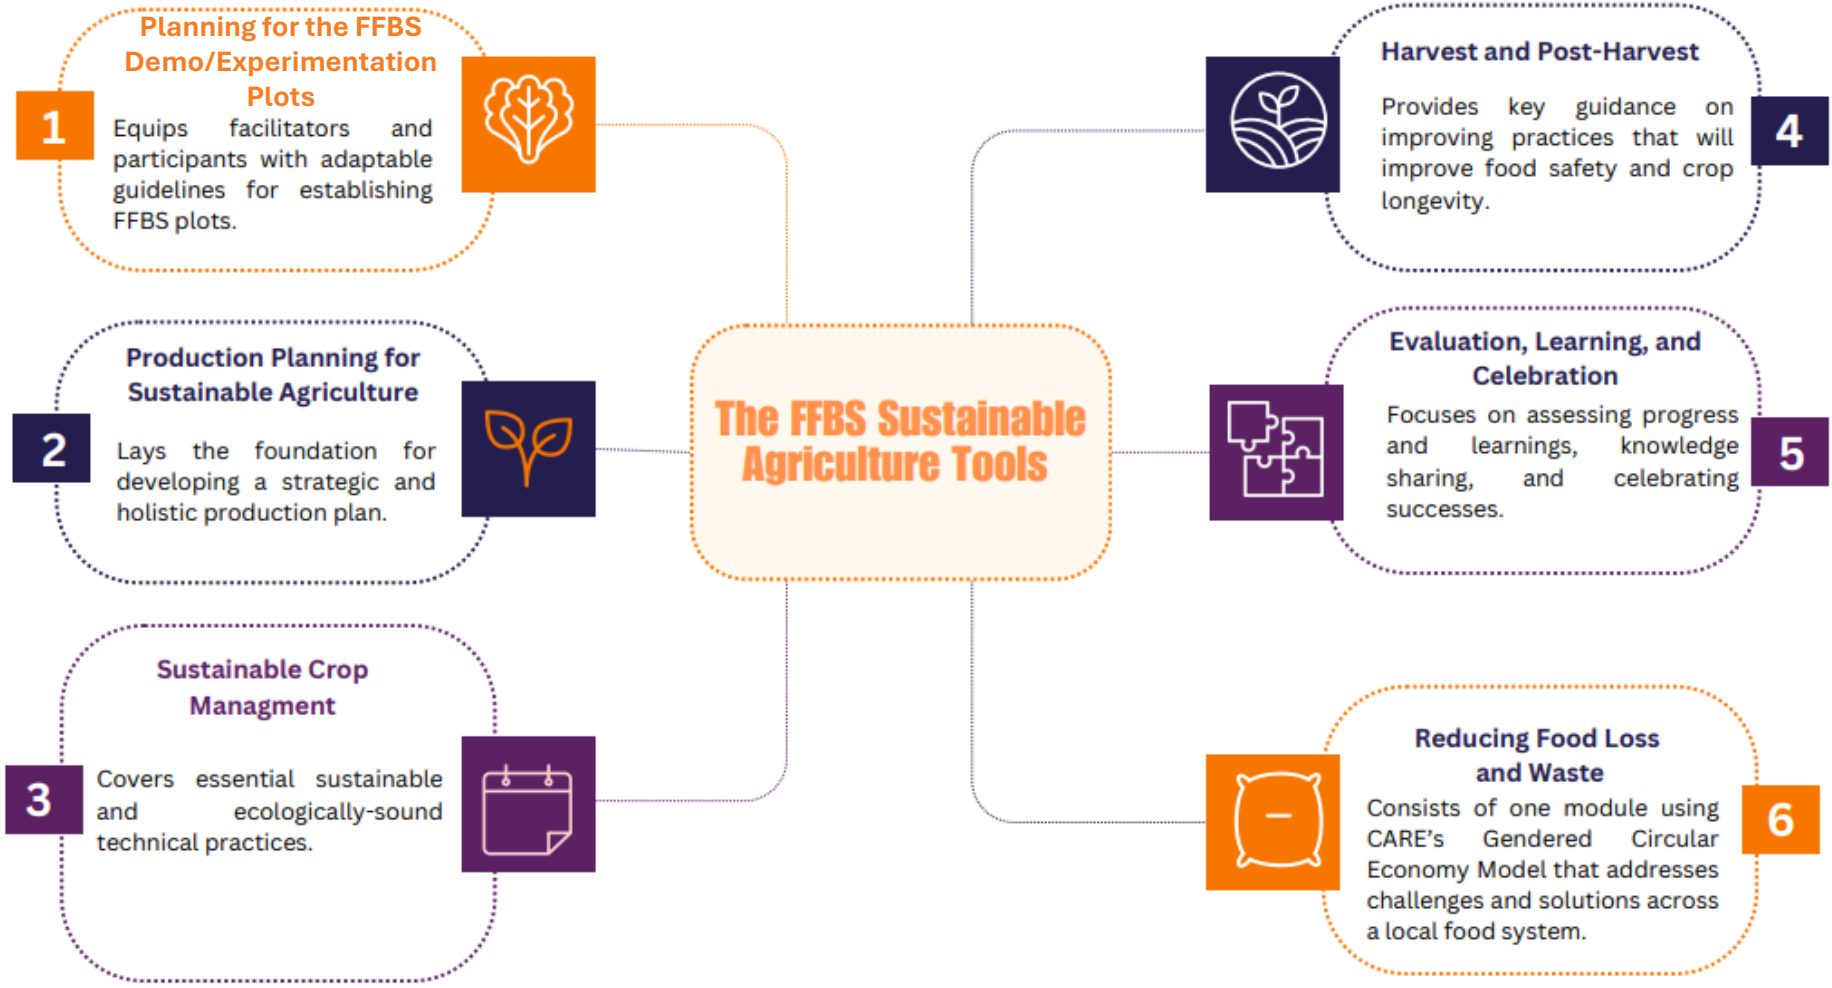 Planning for the FFBS
Demo/Experimentation
Plots
1
Equips facilitators and
participants with adaptable
guidelines for establishing
FFBS plots.
Production Planning for
Sustainable Agriculture
2
Lays the foundation for
developing a strategic and
holistic production plan.
Sustainable Crop
Managment
3
Covers essential sustainable
and ecologically-sound
technical practices.
The FFBS Sustainable
Agriculture Tools
Harvest and Post-Harvest
4
Provides key guidance on
improving practices that will
improve food safety and crop
longevity.
Evaluation, Learning, and
Celebration
5
Focuses on assessing progress
and learnings, knowledge
sharing, and celebrating
successes.
Reducing Food Loss
and Waste
6
Consists of one module using
CARE's Gendered Circular
Economy Model that addresses
challenges and solutions across
a local food system.